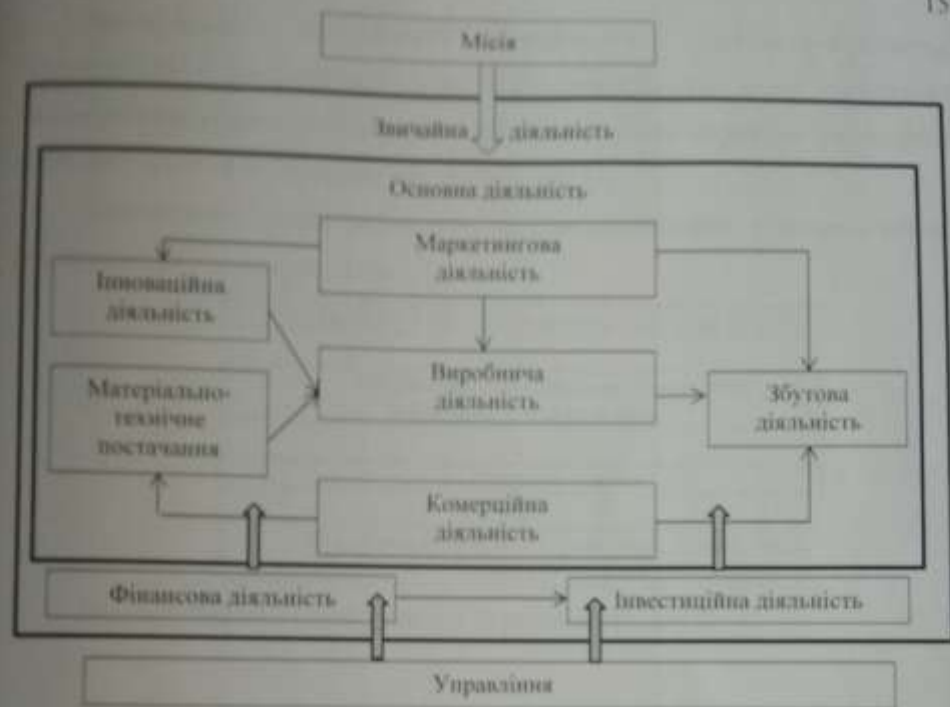 15
Місія
Звичайна діяльність
Основна діяльність
Маркетингова
діяльність
Інноваційна
діяльність
Виробнича
діяльність
Матеріально-
технічне
постачання
Збутова
діяльність
Комерційна
діяльність
Фінансова діяльність
Інвестиційна діяльність
Управління